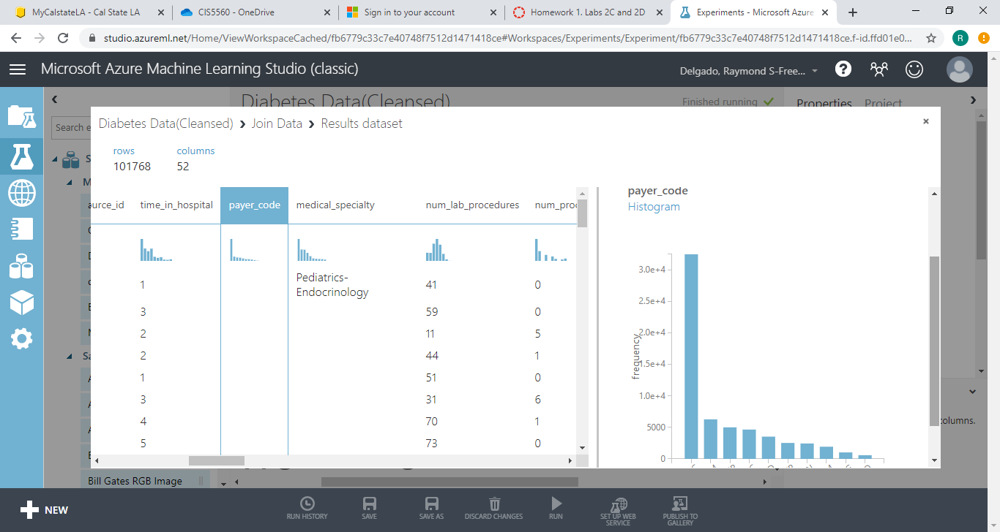 MyCalstateLA - Cal State LA
CIS5560 - OneDrive
Sign in to your account
Homework 1. Labs 2C and 2D
Experiments - Microsoft Azure
studio.azureml.net/Home/ViewWorkspaceCached/fb6779c33c7e40748f7512d1471418ce#Workspaces/Experiments/Experiment/fb6779c33c7e40748f7512d1471418ce.f-id.ffd01e0...
R
Microsoft Azure Machine Learning Studio (classic)
Delgado, Raymond S-Free...
Diabetes Data(Cleansed)
Finished running
Properties Project
Search e
Diabetes Data(Cleansed) Join Data Results dataset
rows columns
101768 52
urce_id time_in_hospital payer_code medical_specialty num_lab_procedures num_proc
1 Pediatrics-Endocrinology 41 0
3 59 0
2 11 5
2 44 1
1 51 0
3 31 6
4 70 1
5 73 0
payer_code
Histogram
frequency
3.0e+4
2.5e+4
2.0e+4
1.5e+4
1.0e+4
5000
0
columns.
Bill Gates RGB Image
NEW
RUN HISTORY
SAVE
SAVE AS
DISCARD CHANGES
RUN
SET UP WEB SERVICE
PUBLISH TO GALLERY